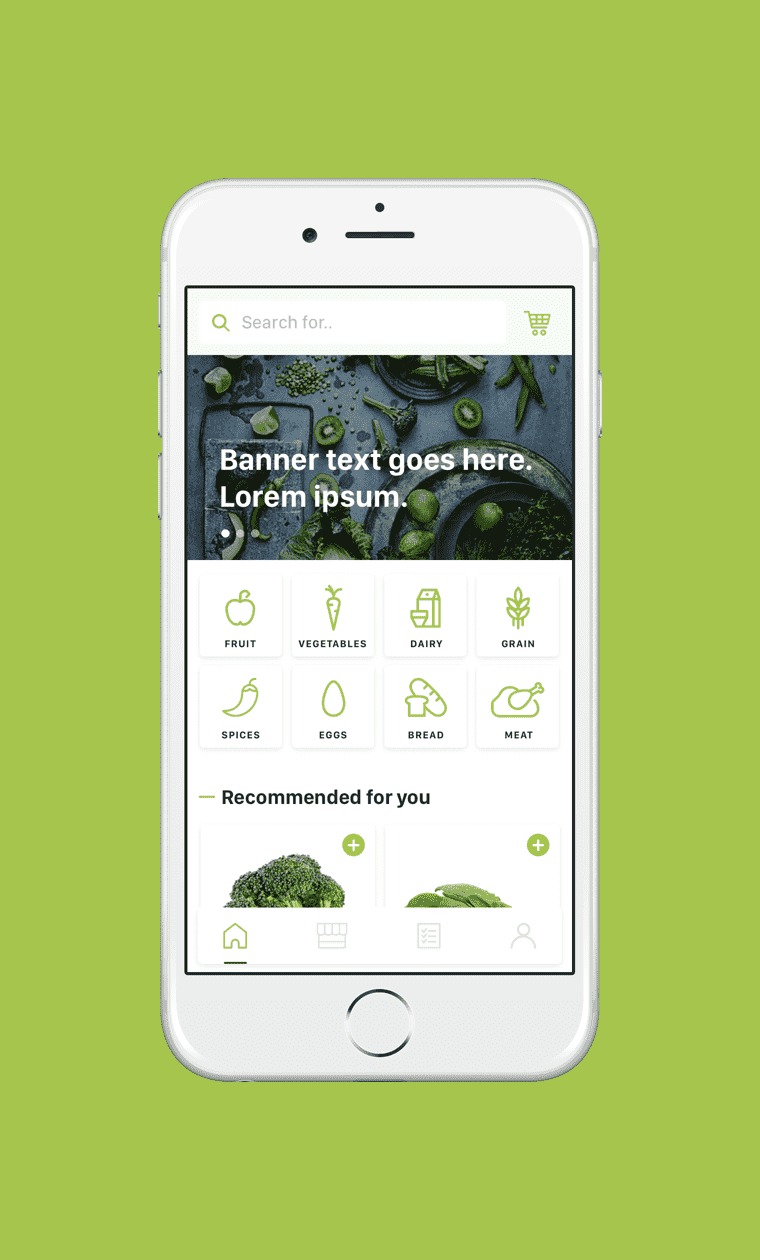 Search for..
Banner text goes here.
Lorem ipsum.
FRUIT
VEGETABLES
DAIRY
GRAIN
SPICES
EGGS
BREAD
MEAT
Recommended for you